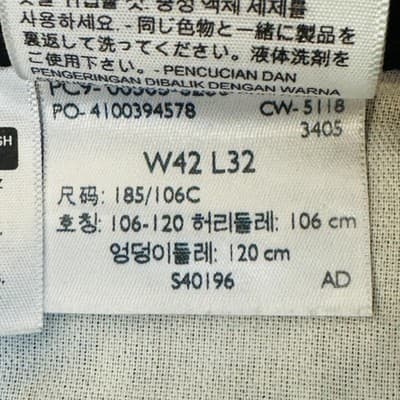 사용하세요. - 同じ色物と一緒に製品を
裏返して洗ってください。液体洗剤をご使用ください。- PENCUCIAN DAN
PENGERINGAN DIBALIK DENGAN WARNA
PO- 4100394578 CW- 5118
3405
W42 L32
尺码: 185/106C
호칭: 106-120 허리둘레: 106 cm
엉덩이둘레: 120 cm
S40196 AD